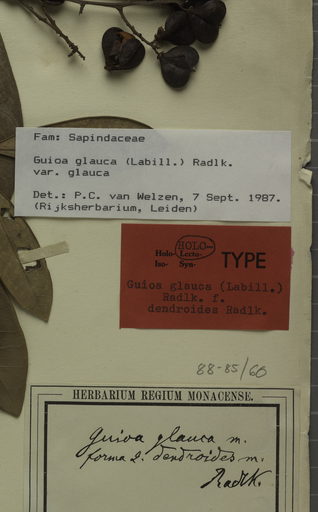 Fam: Sapindaceae
Guioa glauca (Labill.) Radlk.
var. glauca
Det.: P.C. van Welzen, 7 Sept. 1987.
(Rijksherbarium, Leiden)
HOLO-
Holo- Lecto- TYPE
Iso- Syn-
Guioa glauca (Labill.)
Radlk. f.
dendroides Radlk.
88-85/60
HERBARIUM REGIUM MONACENSE.
Guioa glauca m.
forma 2. dendroides m.
Radlk.